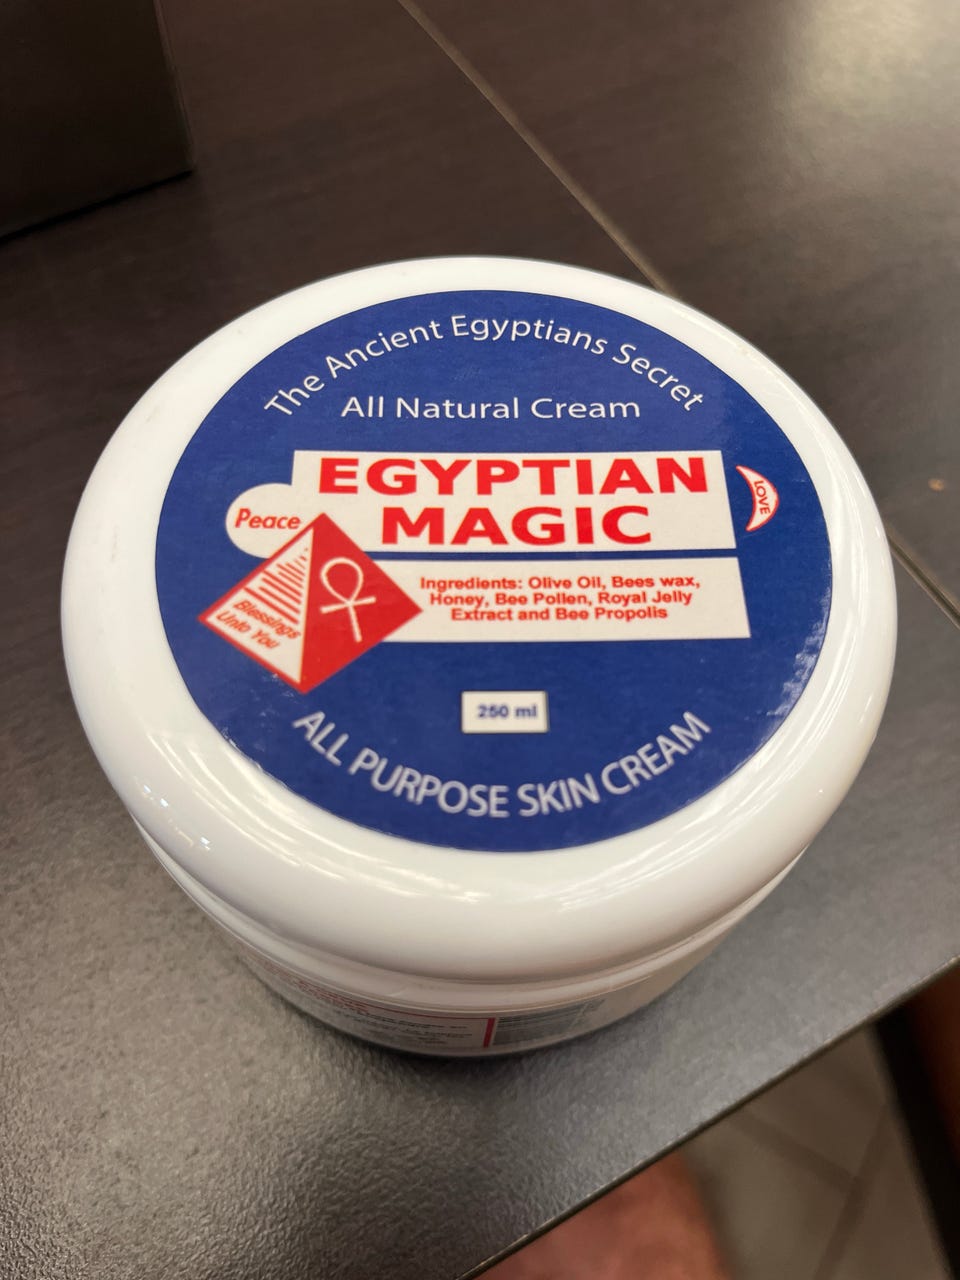 The Ancient Egyptians Secret
All Natural Cream
EGYPTIAN
MAGIC
LOVE
Peace
Blessings
Unto You
Ingredients: Olive Oil, Bees wax,
Honey, Bee Pollen, Royal Jelly
Extract and Bee Propolis
250 ml
ALL PURPOSE SKIN CREAM